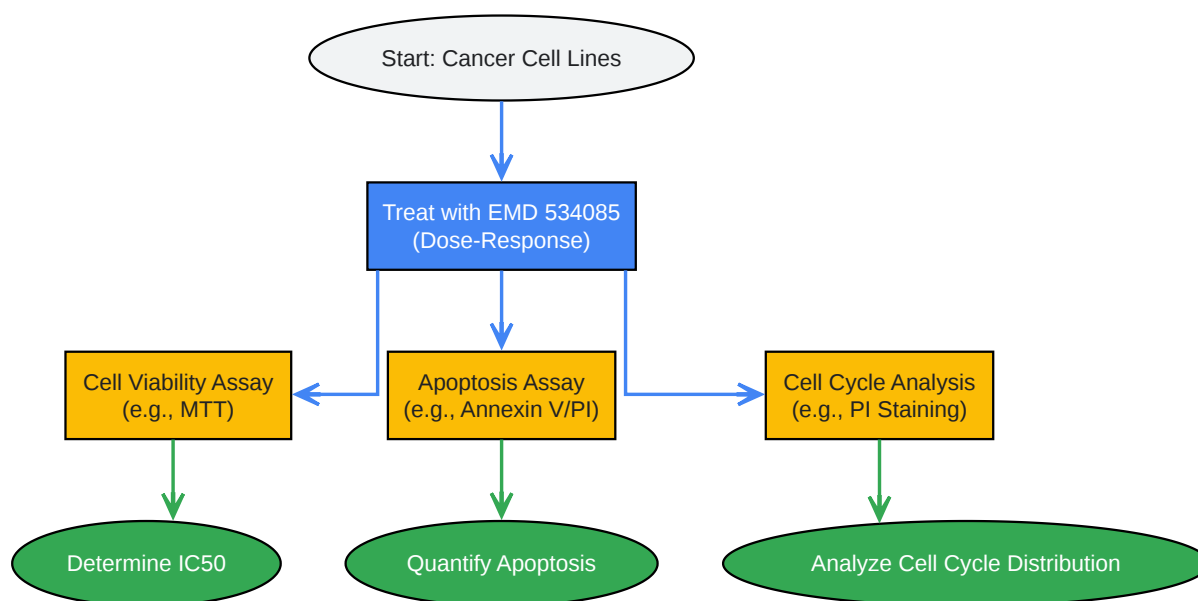 Start: Cancer Cell Lines
Treat with EMD 534085
(Dose-Response)
Cell Viability Assay
(e.g., MTT)
Apoptosis Assay
(e.g., Annexin V/PI)
Cell Cycle Analysis
(e.g., PI Staining)
Determine IC50
Quantify Apoptosis
Analyze Cell Cycle Distribution